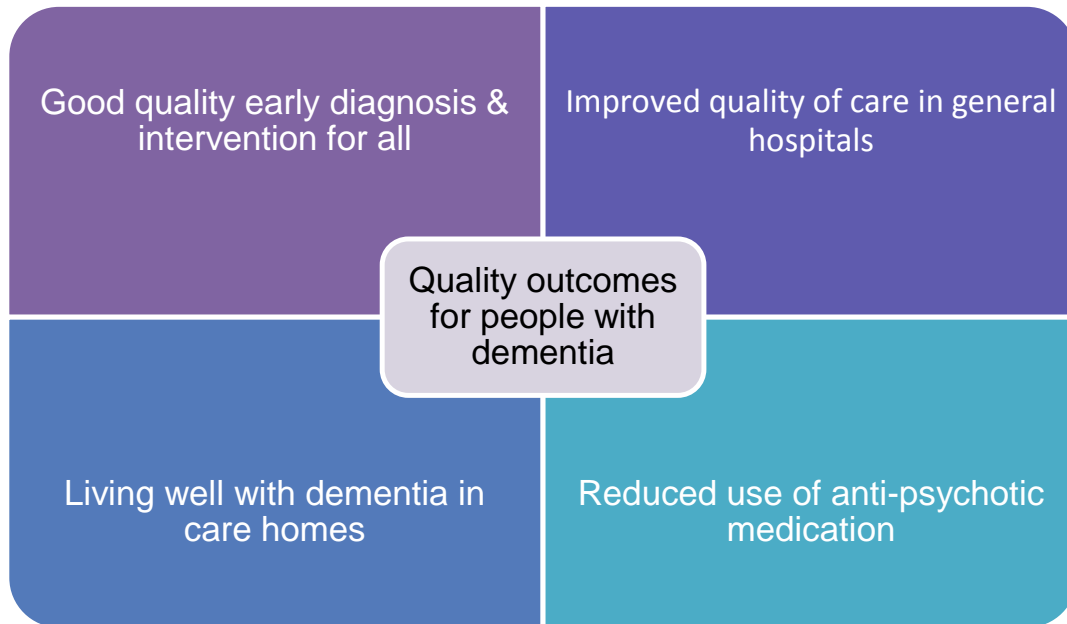 Good quality early diagnosis &
intervention for all
Improved quality of care in general
hospitals
Quality outcomes
for people with
dementia
Living well with dementia in
care homes
Reduced use of anti-psychotic
medication